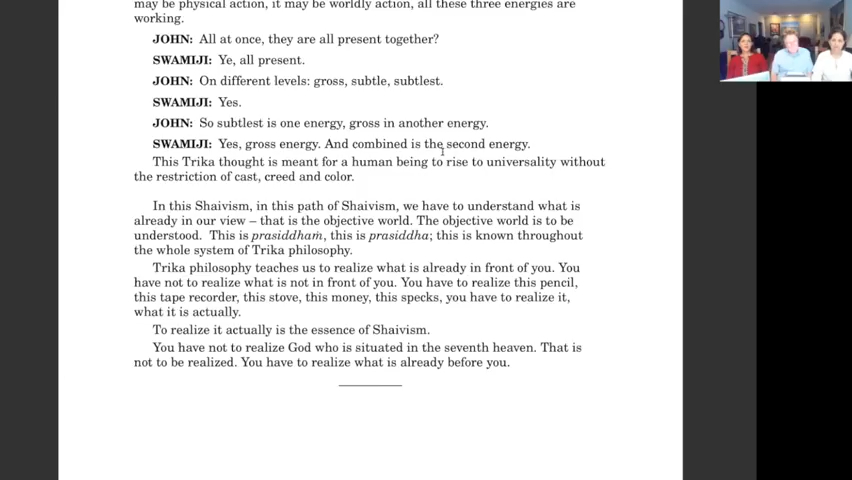 may be physical action, it may be worldly action, all these three energies are
working.
JOHN: All at once, they are all present together?
SWAMIJI: Ye, all present.
JOHN: On different levels: gross, subtle, subtlest.
SWAMIJI: Yes.
JOHN: So subtlest is one energy, gross in another energy.
SWAMIJI: Yes, gross energy. And combined is the second energy.
This Trika thought is meant for a human being to rise to universality without
the restriction of cast, creed and color.
In this Shaivism, in this path of Shaivism, we have to understand what is
already in our view – that is the objective world. The objective world is to be
understood. This is prasiddhaṁ, this is prasiddha; this is known throughout
the whole system of Trika philosophy.
Trika philosophy teaches us to realize what is already in front of you. You
have not to realize what is not in front of you. You have to realize this pencil,
this tape recorder, this stove, this money, this specks, you have to realize it,
what it is actually.
To realize it actually is the essence of Shaivism.
You have not to realize God who is situated in the seventh heaven. That is
not to be realized. You have to realize what is already before you.